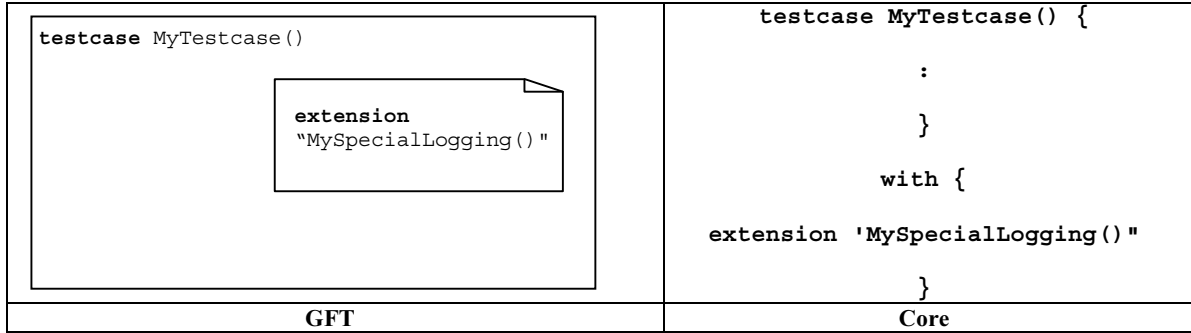 testcase MyTestcase()
extension
“MySpecialLogging()"
testcase MyTestcase() {
:
}
with {
extension 'MySpecialLogging()"
}
GFT
Core